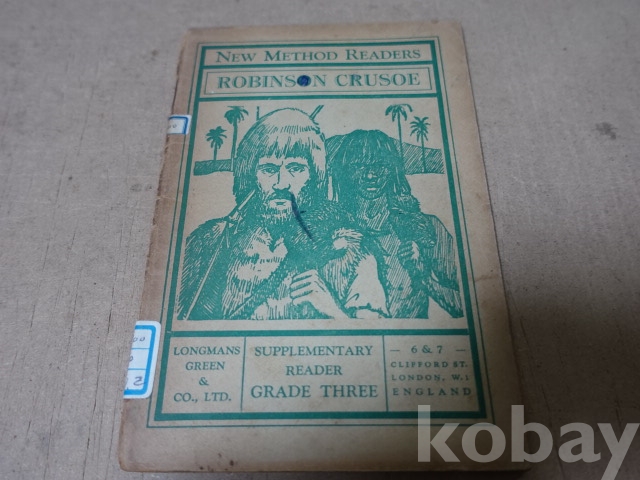 NEW METHOD READERS
ROBINSON CRUSOE
LONGMANS
GREEN
&
CO., LTD.
SUPPLEMENTARY
READER
GRADE THREE
— 6 & 7 —
CLIFFORD ST.
LONDON, W.1
ENGLAND
2
kobay